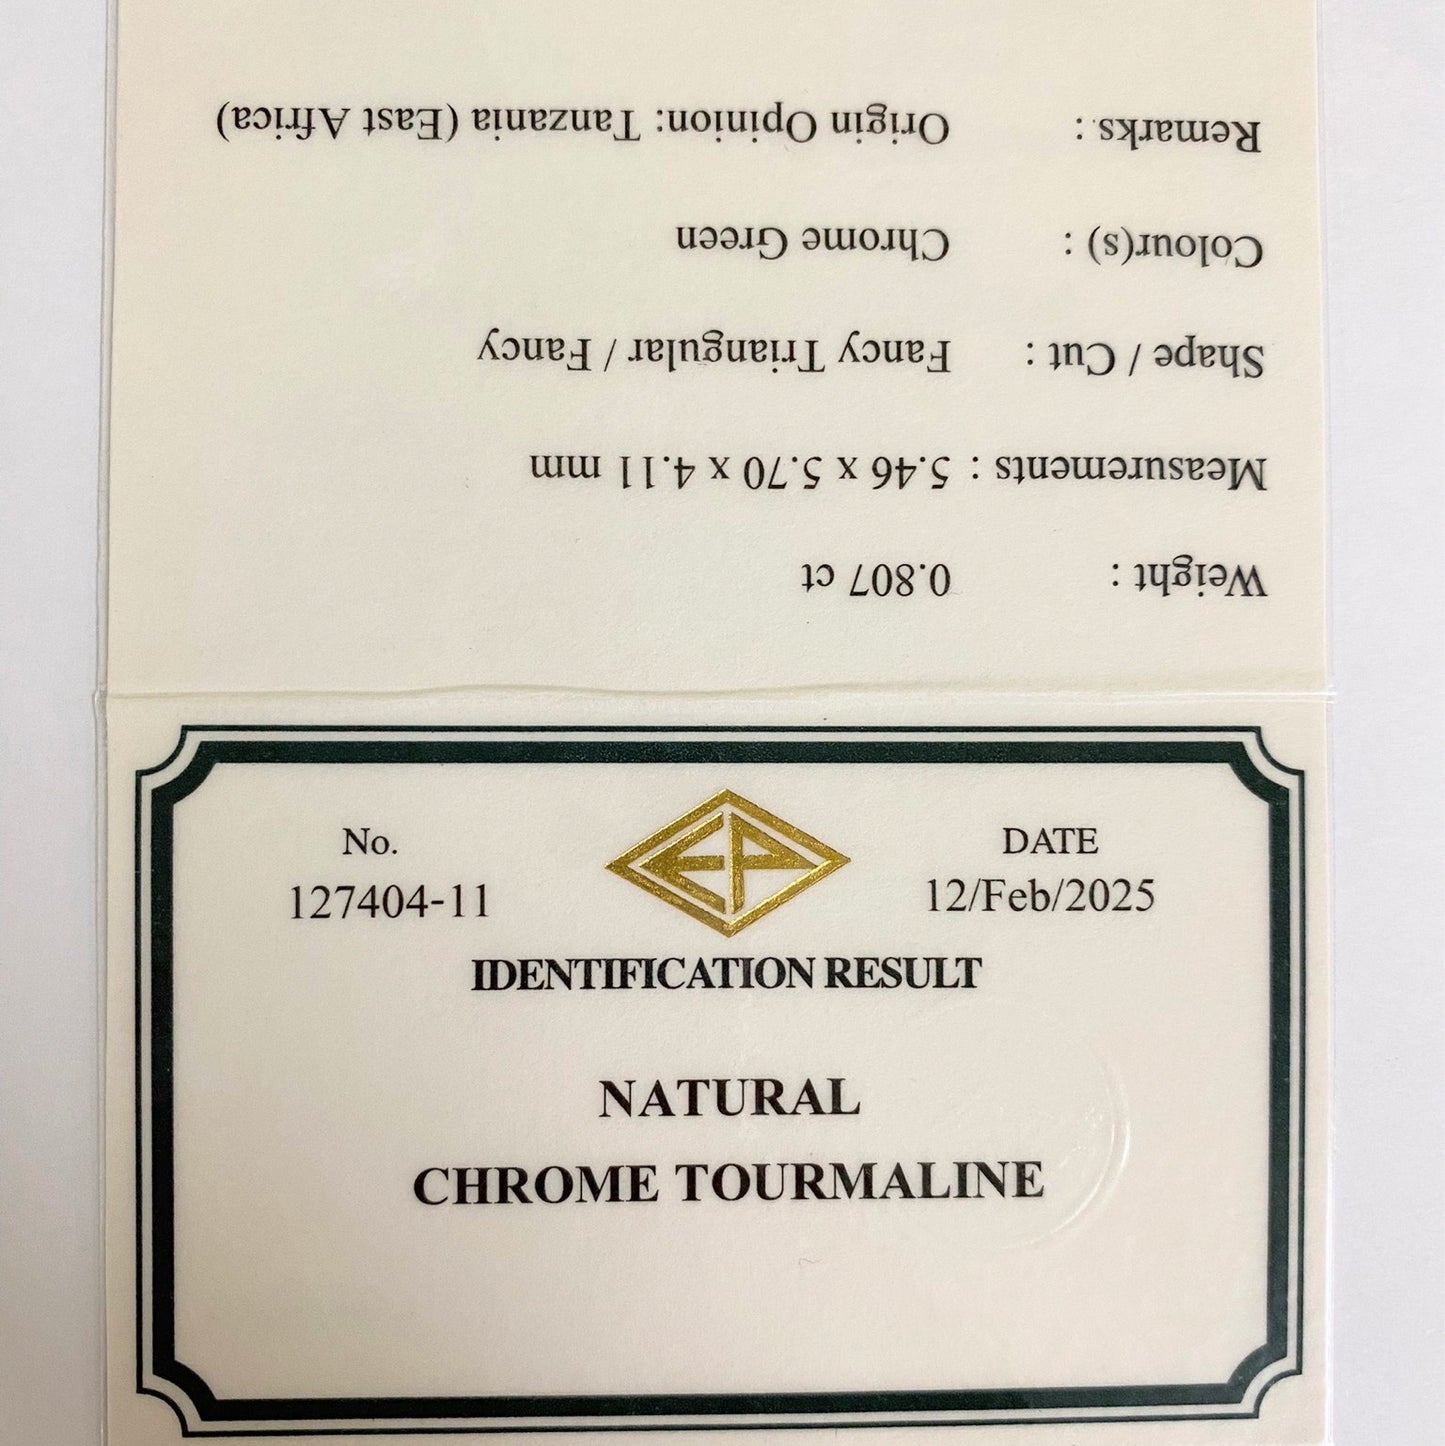 Weight : 0.807 ct
Measurements : 5.46 x 5.70 x 4.11 mm
Shape / Cut : Fancy Triangular / Fancy
Colour(s) : Chrome Green
Remarks : Origin Opinion: Tanzania (East Africa)
No.
127404-11
EP
DATE
12/Feb/2025
IDENTIFICATION RESULT
NATURAL
CHROME TOURMALINE